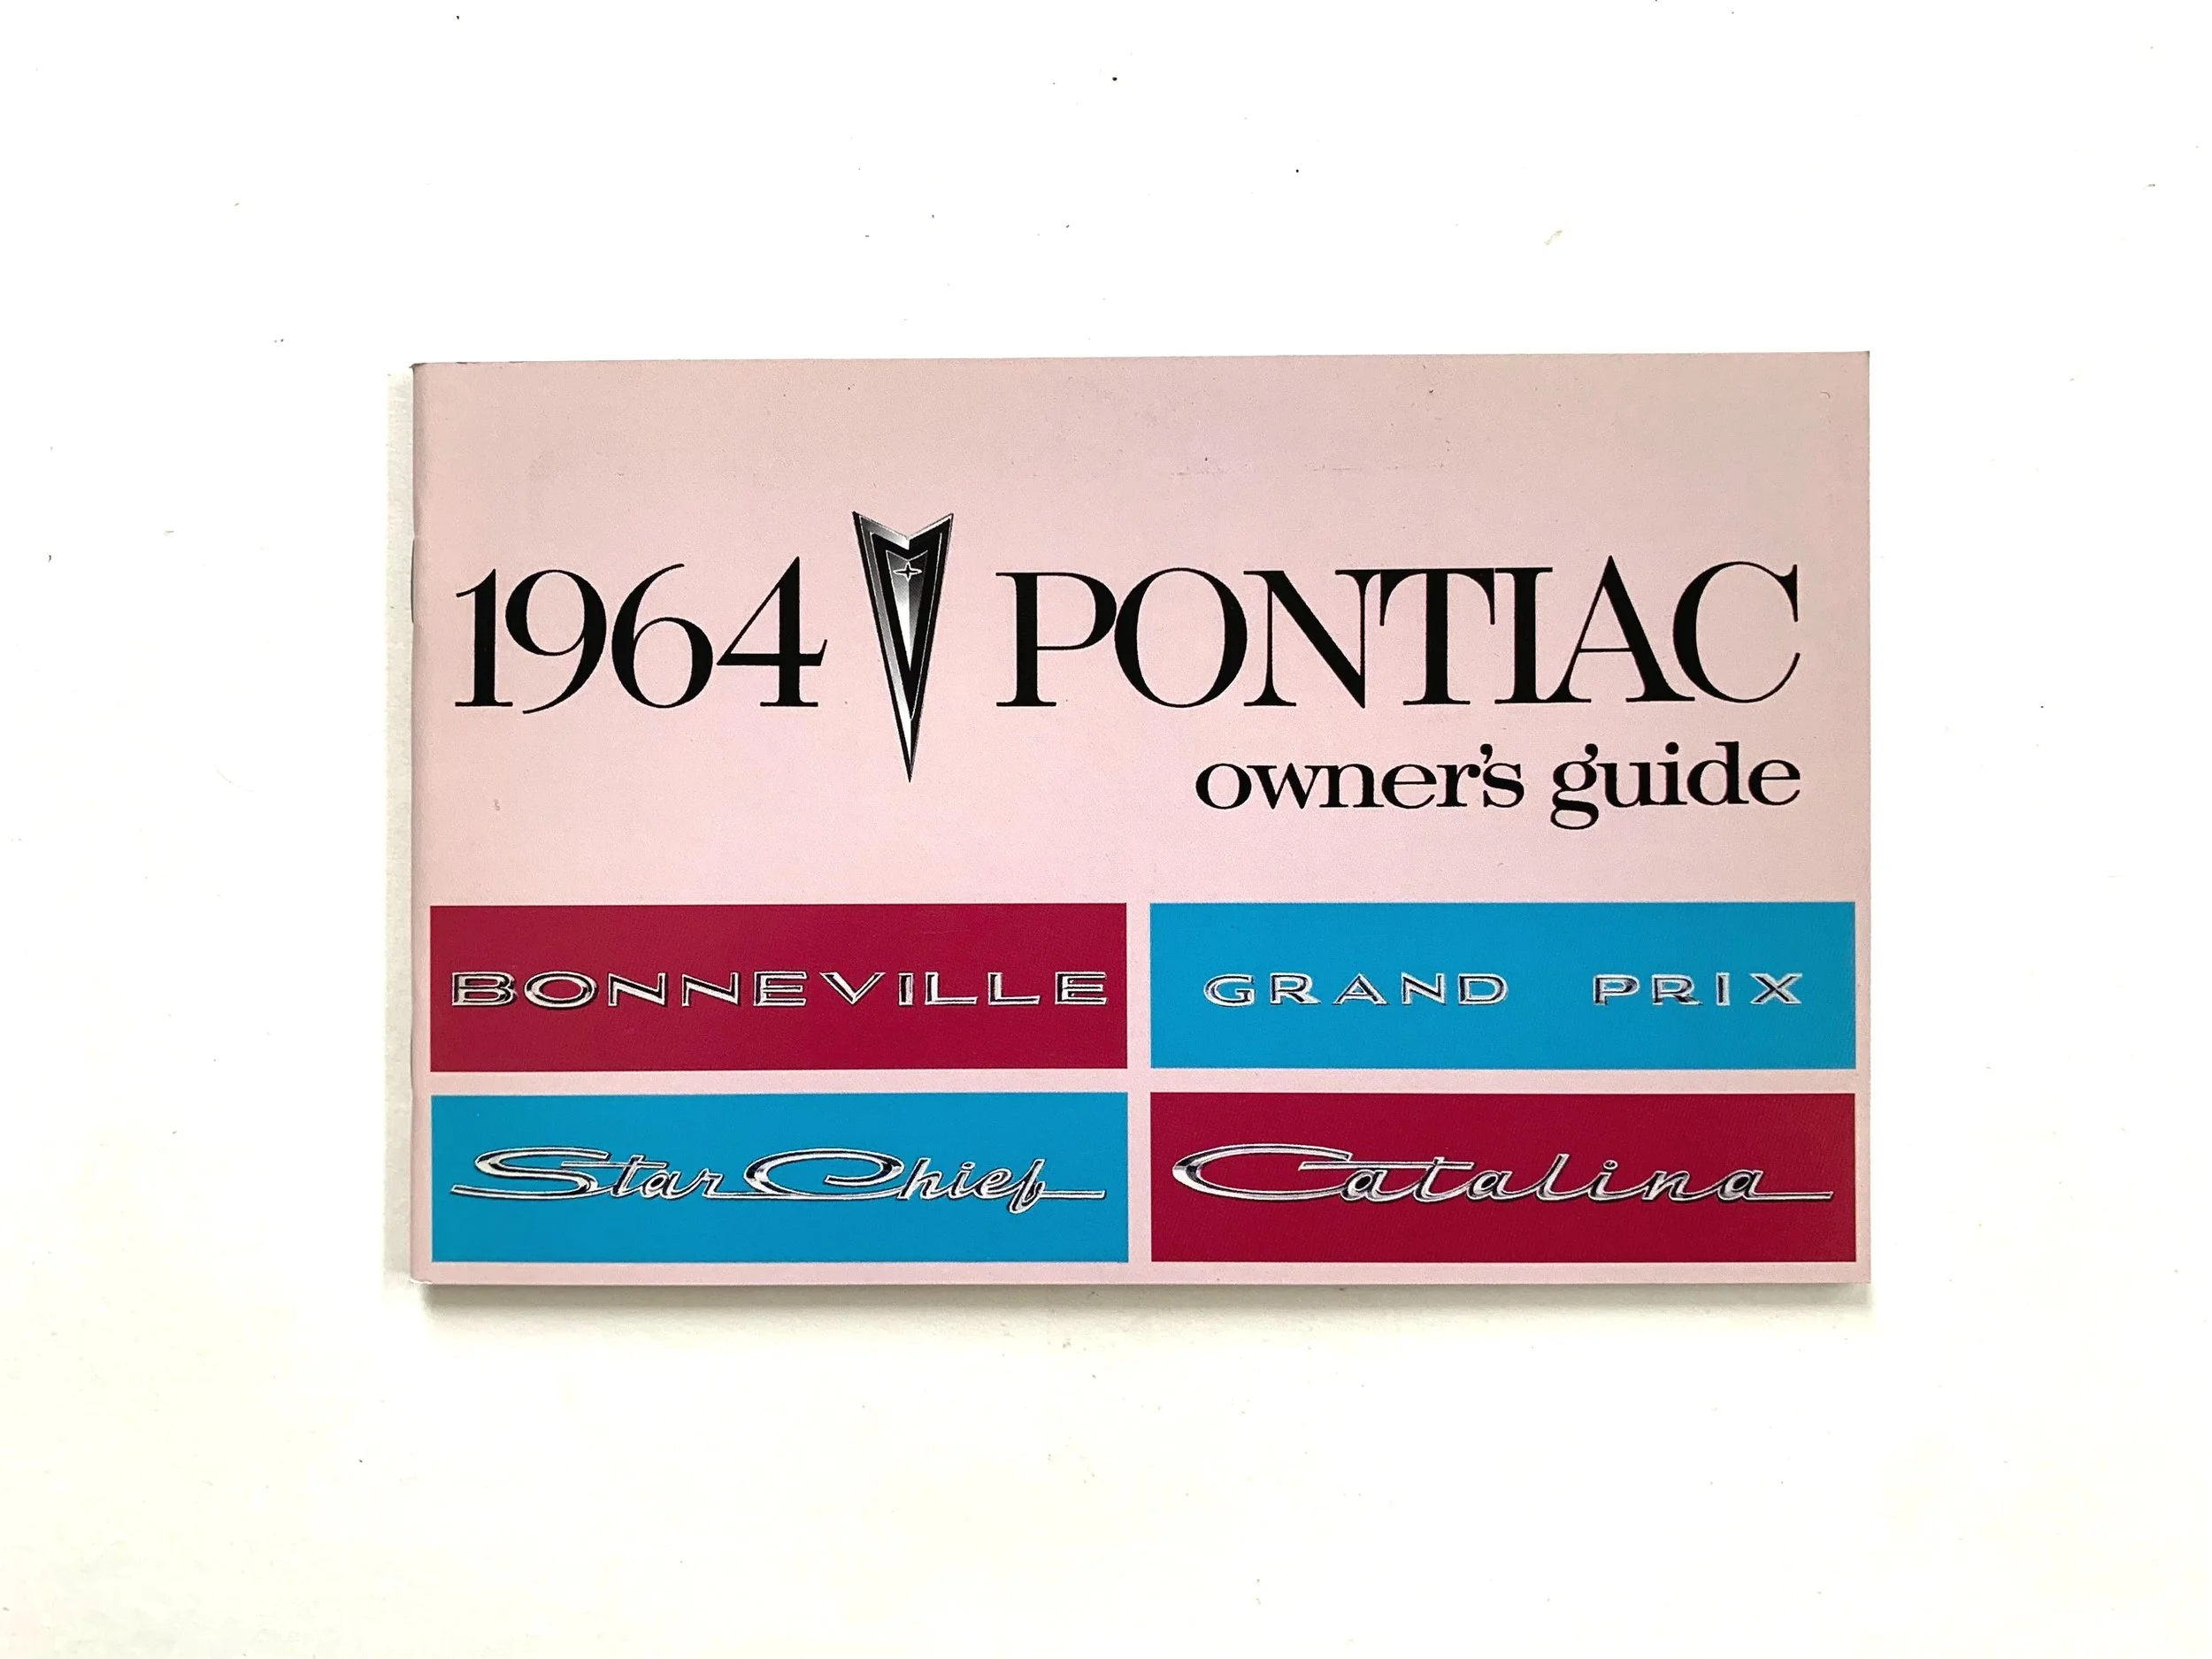 1964 PONTIAC
owner's guide
BONNEVILLE
GRAND PRIX
Star Chief
Catalina